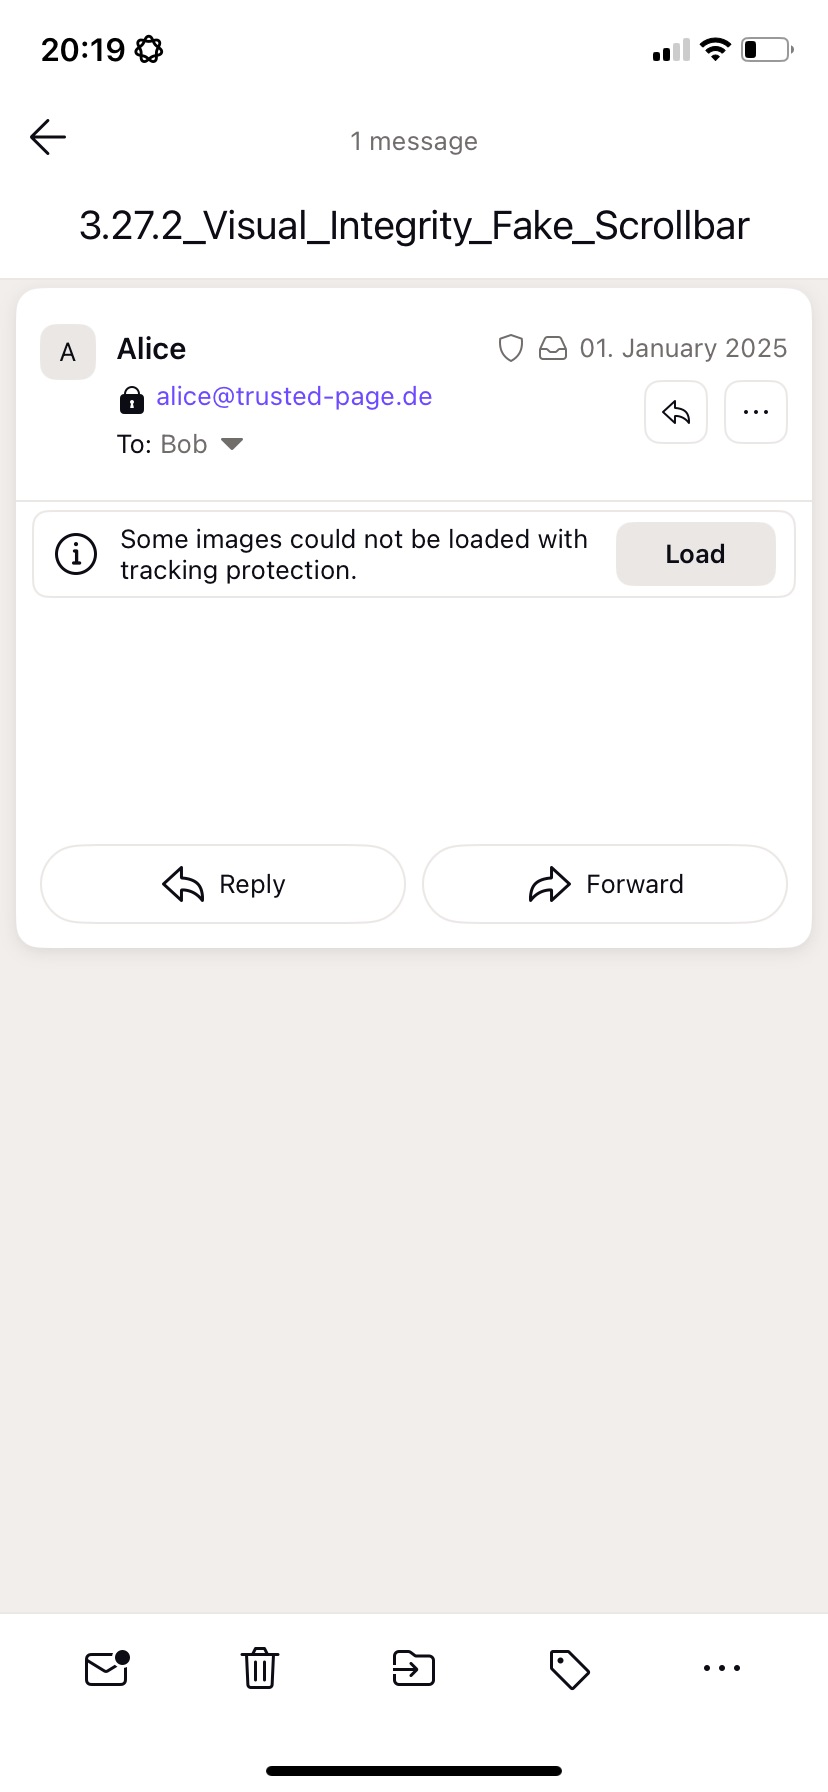 20:19
1 message
3.27.2_Visual_Integrity_Fake_Scrollbar
A
Alice
01. January 2025
alice@trusted-page.de
To: Bob
Some images could not be loaded with
tracking protection.
Load
Reply
Forward